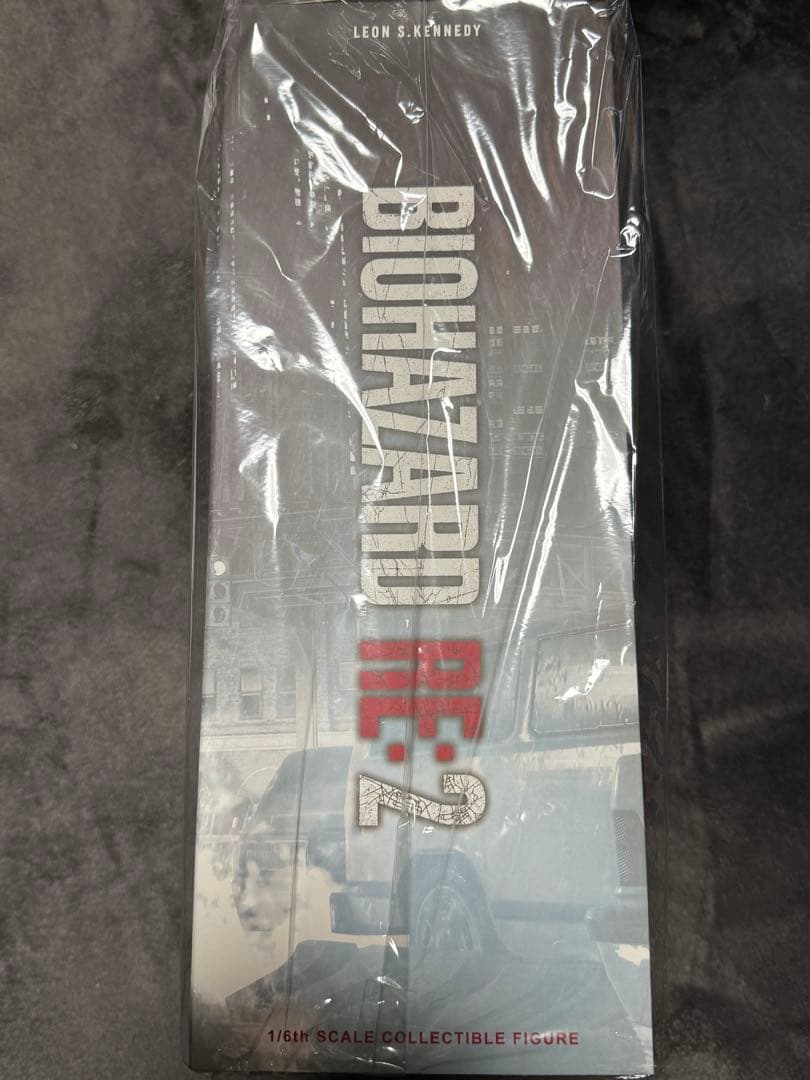 LEON S.KENNEDY
BIOHAZARD RE:2
1/6th SCALE COLLECTIBLE FIGURE